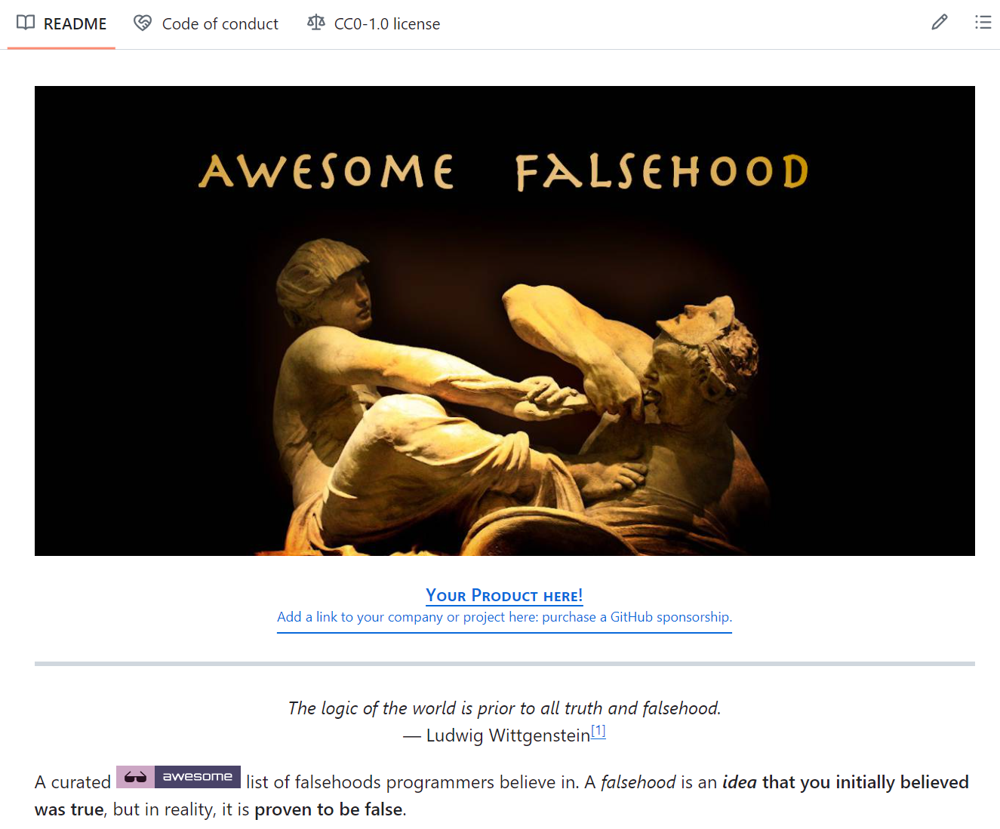 README Code of conduct CC0-1.0 license
AWESOME FALSEHOOD
Your Product here!
Add a link to your company or project here: purchase a GitHub sponsorship.
The logic of the world is prior to all truth and falsehood.
— Ludwig Wittgenstein[1]
A curated awesome list of falsehoods programmers believe in. A falsehood is an idea that you initially believed
was true, but in reality, it is proven to be false.